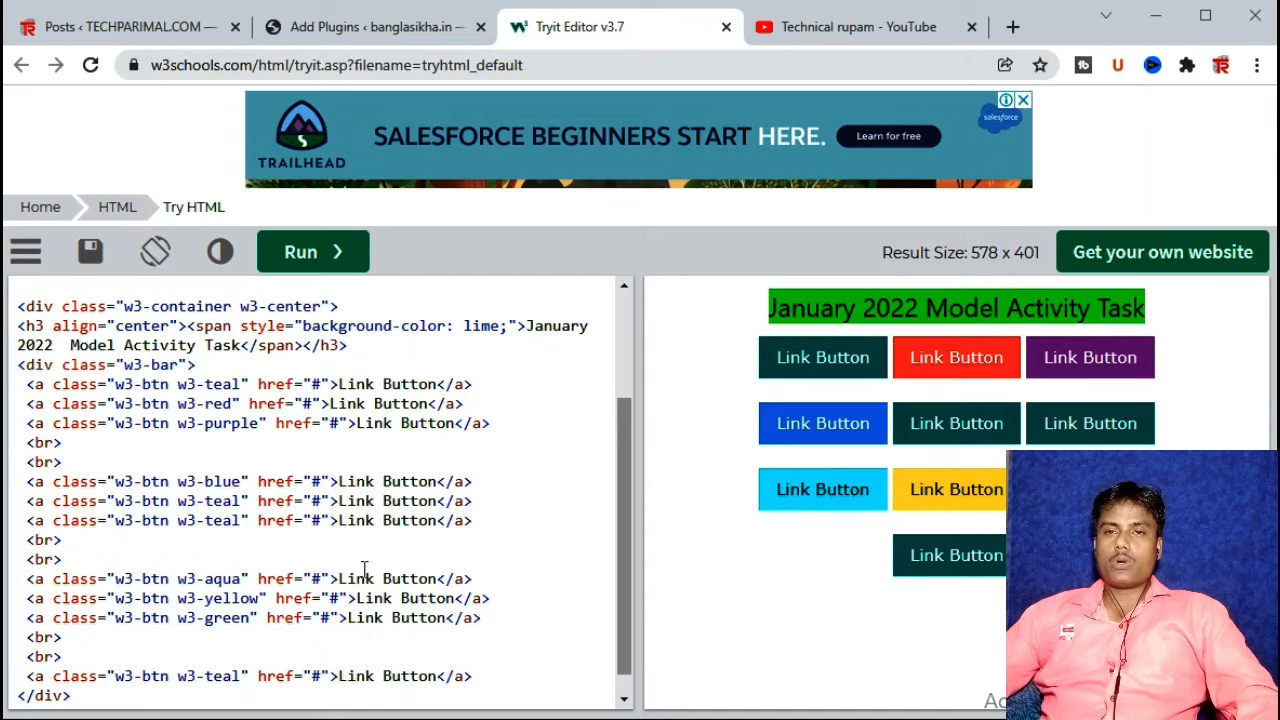 Posts ‹ TECHPARIMAL.COM —
Add Plugins ‹ banglasikha.in —
Tryit Editor v3.7
Technical rupam - YouTube
w3schools.com/html/tryit.asp?filename=tryhtml_default
TRAILHEAD
SALESFORCE BEGINNERS START HERE.
Learn for free
salesforce
Home
HTML
Try HTML
Run ❯
Result Size: 578 x 401
Get your own website
<div class="w3-container w3-center">
<h3 align="center"><span style="background-color: lime;">January
2022  Model Activity Task</span></h3>
<div class="w3-bar">
<a class="w3-btn w3-teal" href="#">Link Button</a>
<a class="w3-btn w3-red" href="#">Link Button</a>
<a class="w3-btn w3-purple" href="#">Link Button</a>
<br>
<br>
<a class="w3-btn w3-blue" href="#">Link Button</a>
<a class="w3-btn w3-teal" href="#">Link Button</a>
<a class="w3-btn w3-teal" href="#">Link Button</a>
<br>
<br>
<a class="w3-btn w3-aqua" href="#">Link Button</a>
<a class="w3-btn w3-yellow" href="#">Link Button</a>
<a class="w3-btn w3-green" href="#">Link Button</a>
<br>
<br>
<a class="w3-btn w3-teal" href="#">Link Button</a>
</div>
January 2022 Model Activity Task
Link Button Link Button Link Button
Link Button Link Button Link Button
Link Button Link Button
Link Button